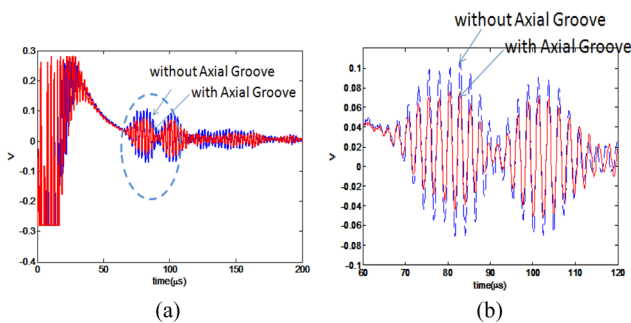 without Axial Groove
with Axial Groove
0.4
0.3
0.2
0.1
0
-0.1
-0.2
-0.3
-0.4
V
0 50 100 150 200
time(μs)
(a)
without Axial Groove
with Axial Groove
0.1
0.08
0.06
0.04
0.02
0
-0.02
-0.04
-0.06
-0.08
-0.1
V
60 70 80 90 100 110 120
time(μs)
(b)